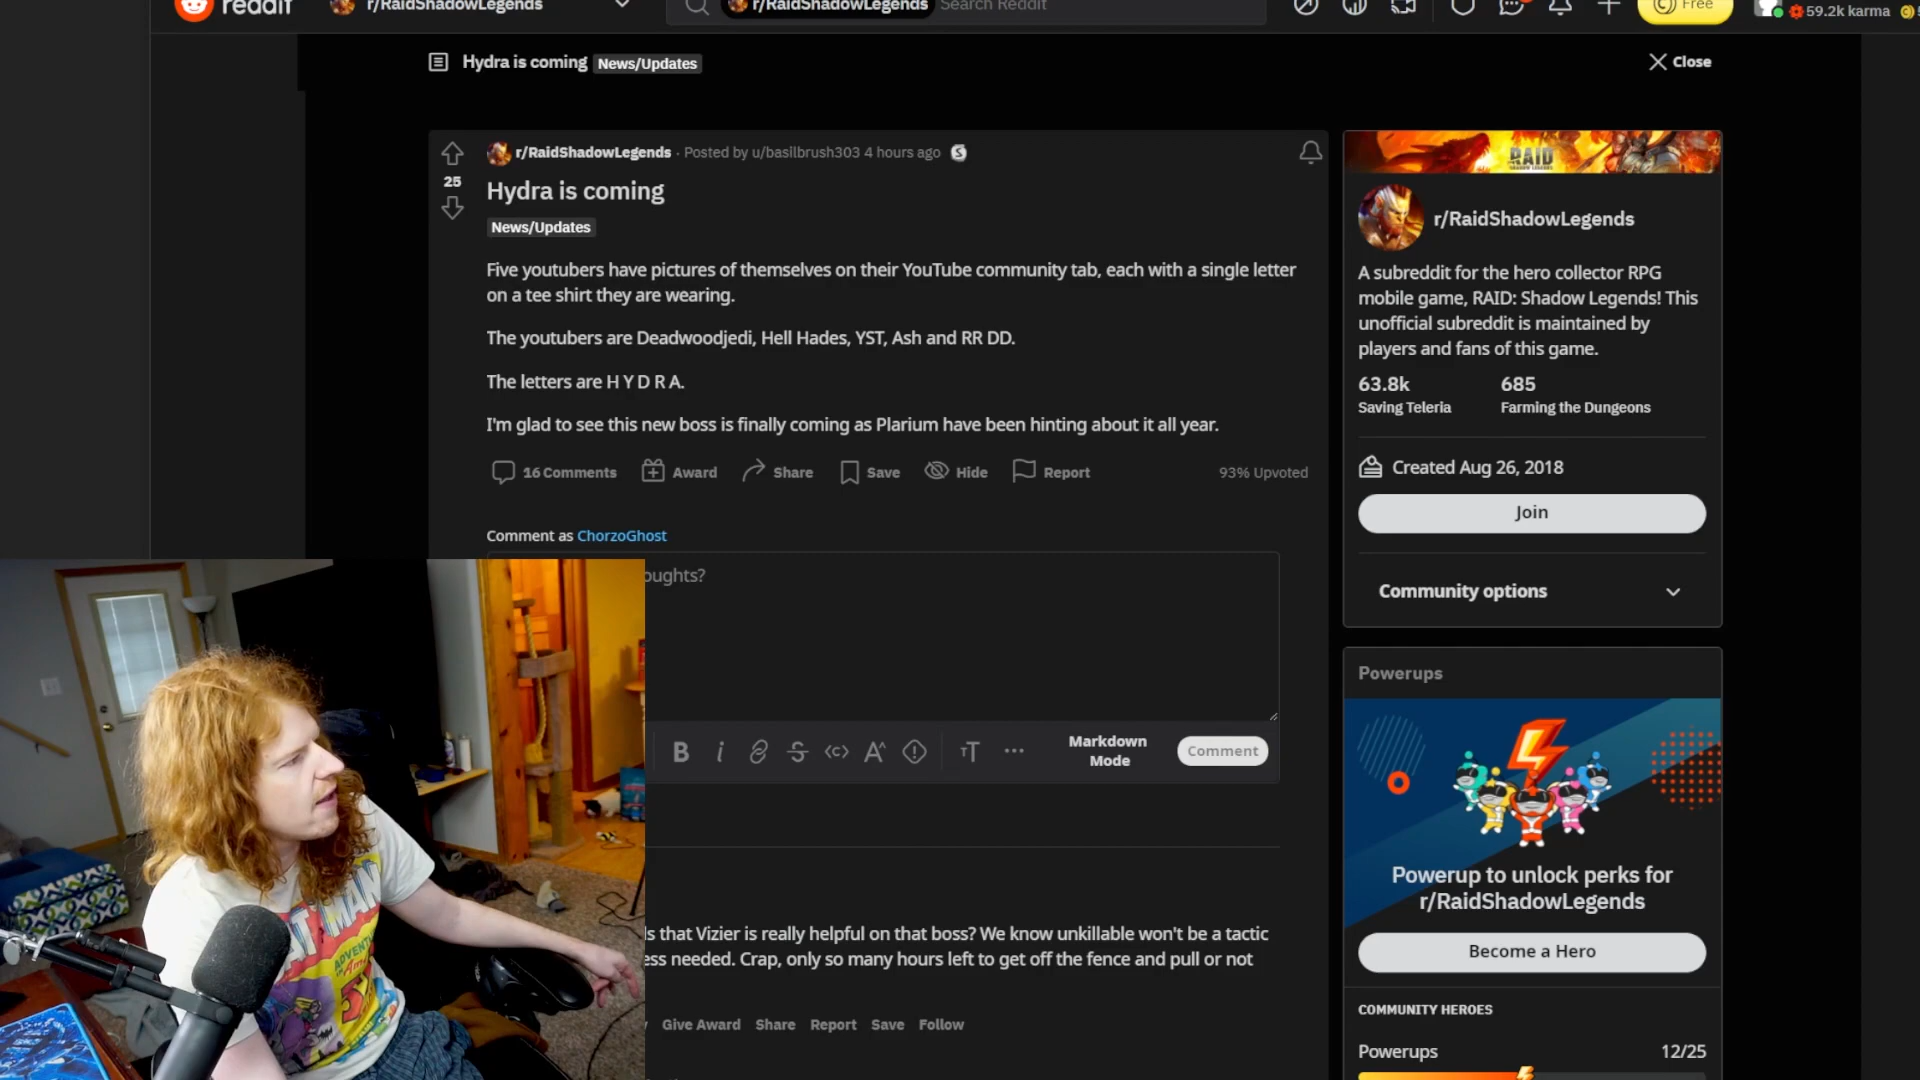 reddit
r/RaidShadowLegends
r/RaidShadowLegends Search Reddit
Free
59.2k karma
Hydra is coming News/Updates
Close
r/RaidShadowLegends · Posted by u/basilbrush303 4 hours ago
25
Hydra is coming
News/Updates
Five youtubers have pictures of themselves on their YouTube community tab, each with a single letter
on a tee shirt they are wearing.
The youtubers are Deadwoodjedi, Hell Hades, YST, Ash and RR DD.
The letters are H Y D R A.
I'm glad to see this new boss is finally coming as Plarium have been hinting about it all year.
16 Comments Award Share Save Hide Report 93% Upvoted
Comment as ChorzoGhost
oughts?
Markdown
Mode
Comment
s that Vizier is really helpful on that boss? We know unkillable won't be a tactic
ess needed. Crap, only so many hours left to get off the fence and pull or not
Give Award Share Report Save Follow
RAID
r/RaidShadowLegends
A subreddit for the hero collector RPG
mobile game, RAID: Shadow Legends! This
unofficial subreddit is maintained by
players and fans of this game.
63.8k 685
Saving Teleria Farming the Dungeons
Created Aug 26, 2018
Join
Community options
Powerups
Powerup to unlock perks for
r/RaidShadowLegends
Become a Hero
COMMUNITY HEROES
Powerups 12/25